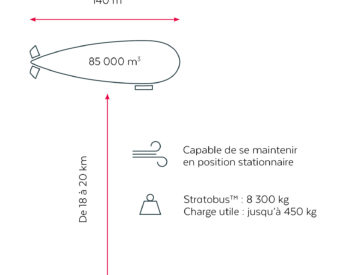 140 m
85 000 m³
Capable de se maintenir
en position stationnaire
De 18 à 20 km
Stratobus™ : 8 300 kg
Charge utile : jusqu'à 450 kg